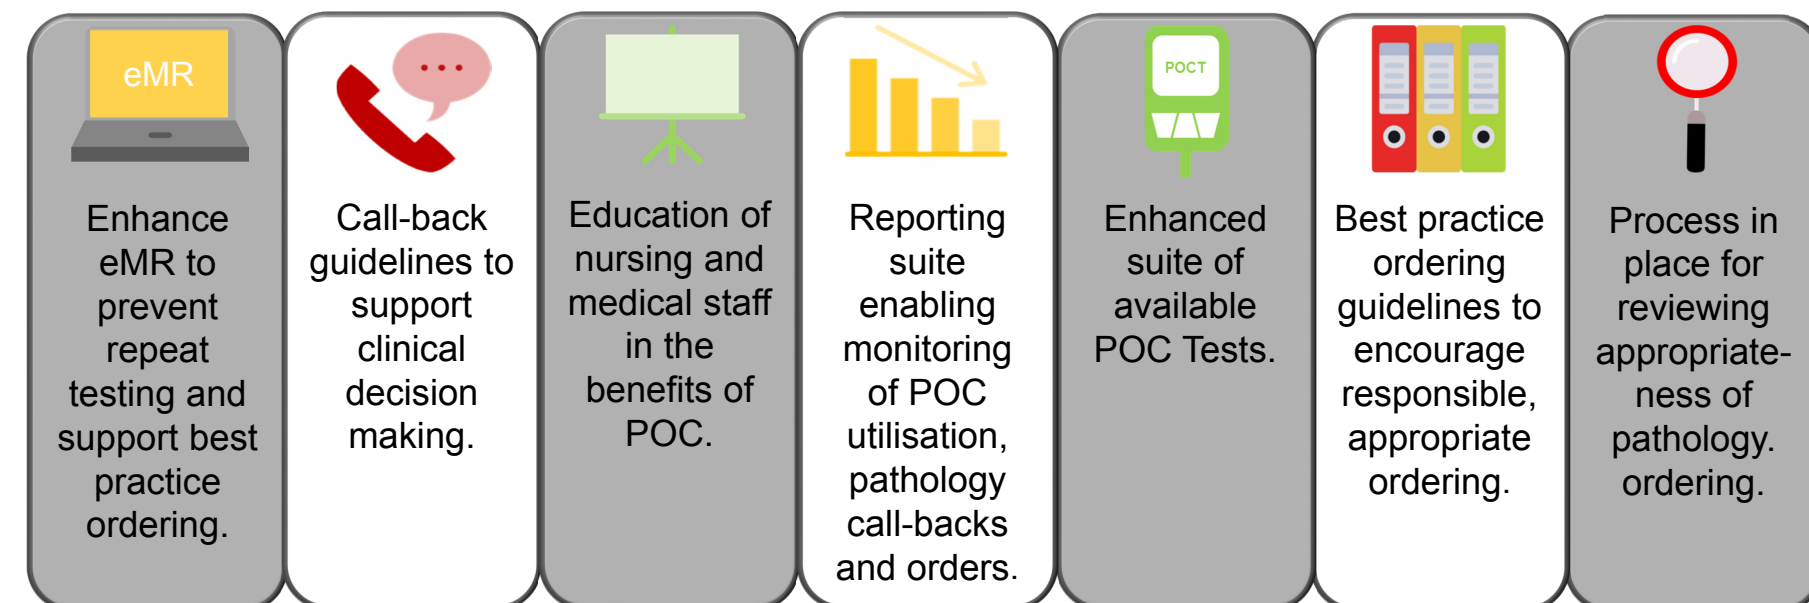 eMR
Enhance
eMR to
prevent
repeat
testing and
support best
practice
ordering.
Call-back
guidelines to
support
clinical
decision
making.
Education of
nursing and
medical staff
in the
benefits of
POC.
Reporting
suite
enabling
monitoring
of POC
utilisation,
pathology
call-backs
and orders.
POCT
Enhanced
suite of
available
POC Tests.
Best practice
ordering
guidelines to
encourage
responsible,
appropriate
ordering.
Process in
place for
reviewing
appropriate-
ness of
pathology.
ordering.